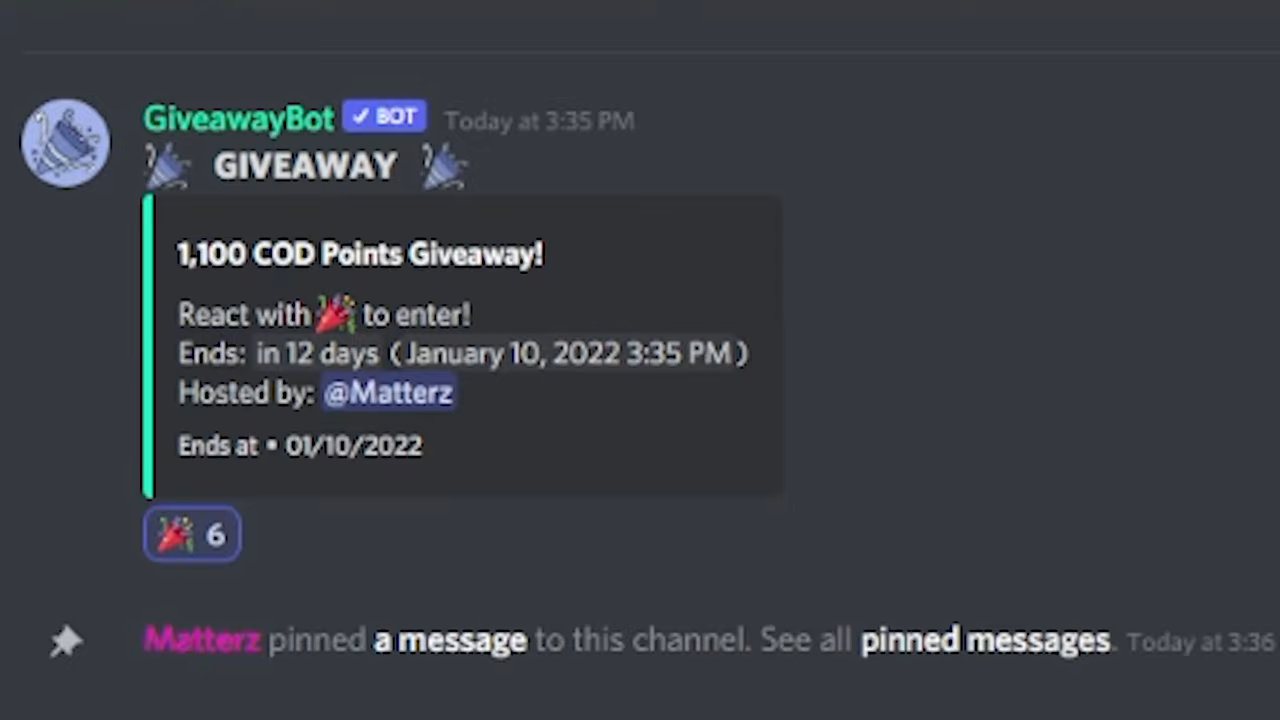 GiveawayBot ✓ BOT Today at 3:35 PM
🎉 GIVEAWAY 🎉
1,100 COD Points Giveaway!
React with 🎉 to enter!
Ends: in 12 days (January 10, 2022 3:35 PM)
Hosted by: @Matterz
Ends at • 01/10/2022
🎉 6
Matterz pinned a message to this channel. See all pinned messages. Today at 3:36